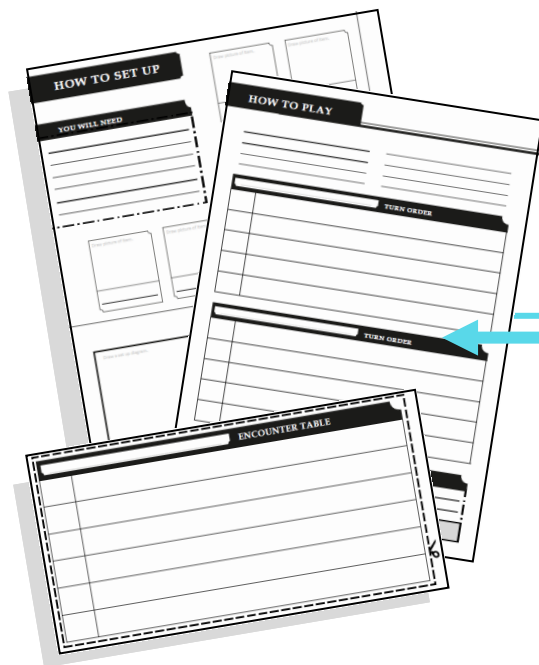 HOW TO SET UP
YOU WILL NEED
HOW TO PLAY
TURN ORDER
TURN ORDER
ENCOUNTER TABLE